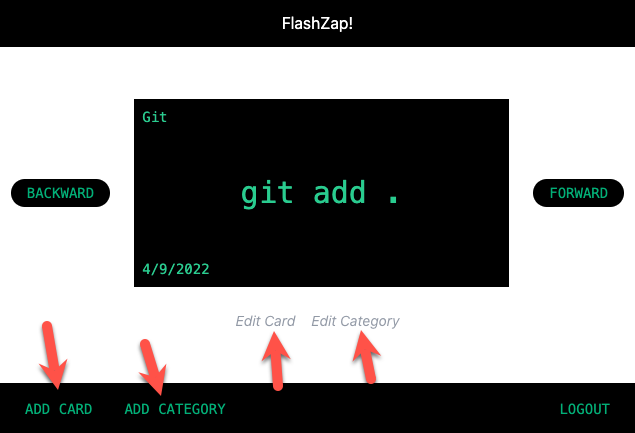 FlashZap!
Git
BACKWARD
git add .
FORWARD
4/9/2022
Edit Card Edit Category
ADD CARD ADD CATEGORY LOGOUT